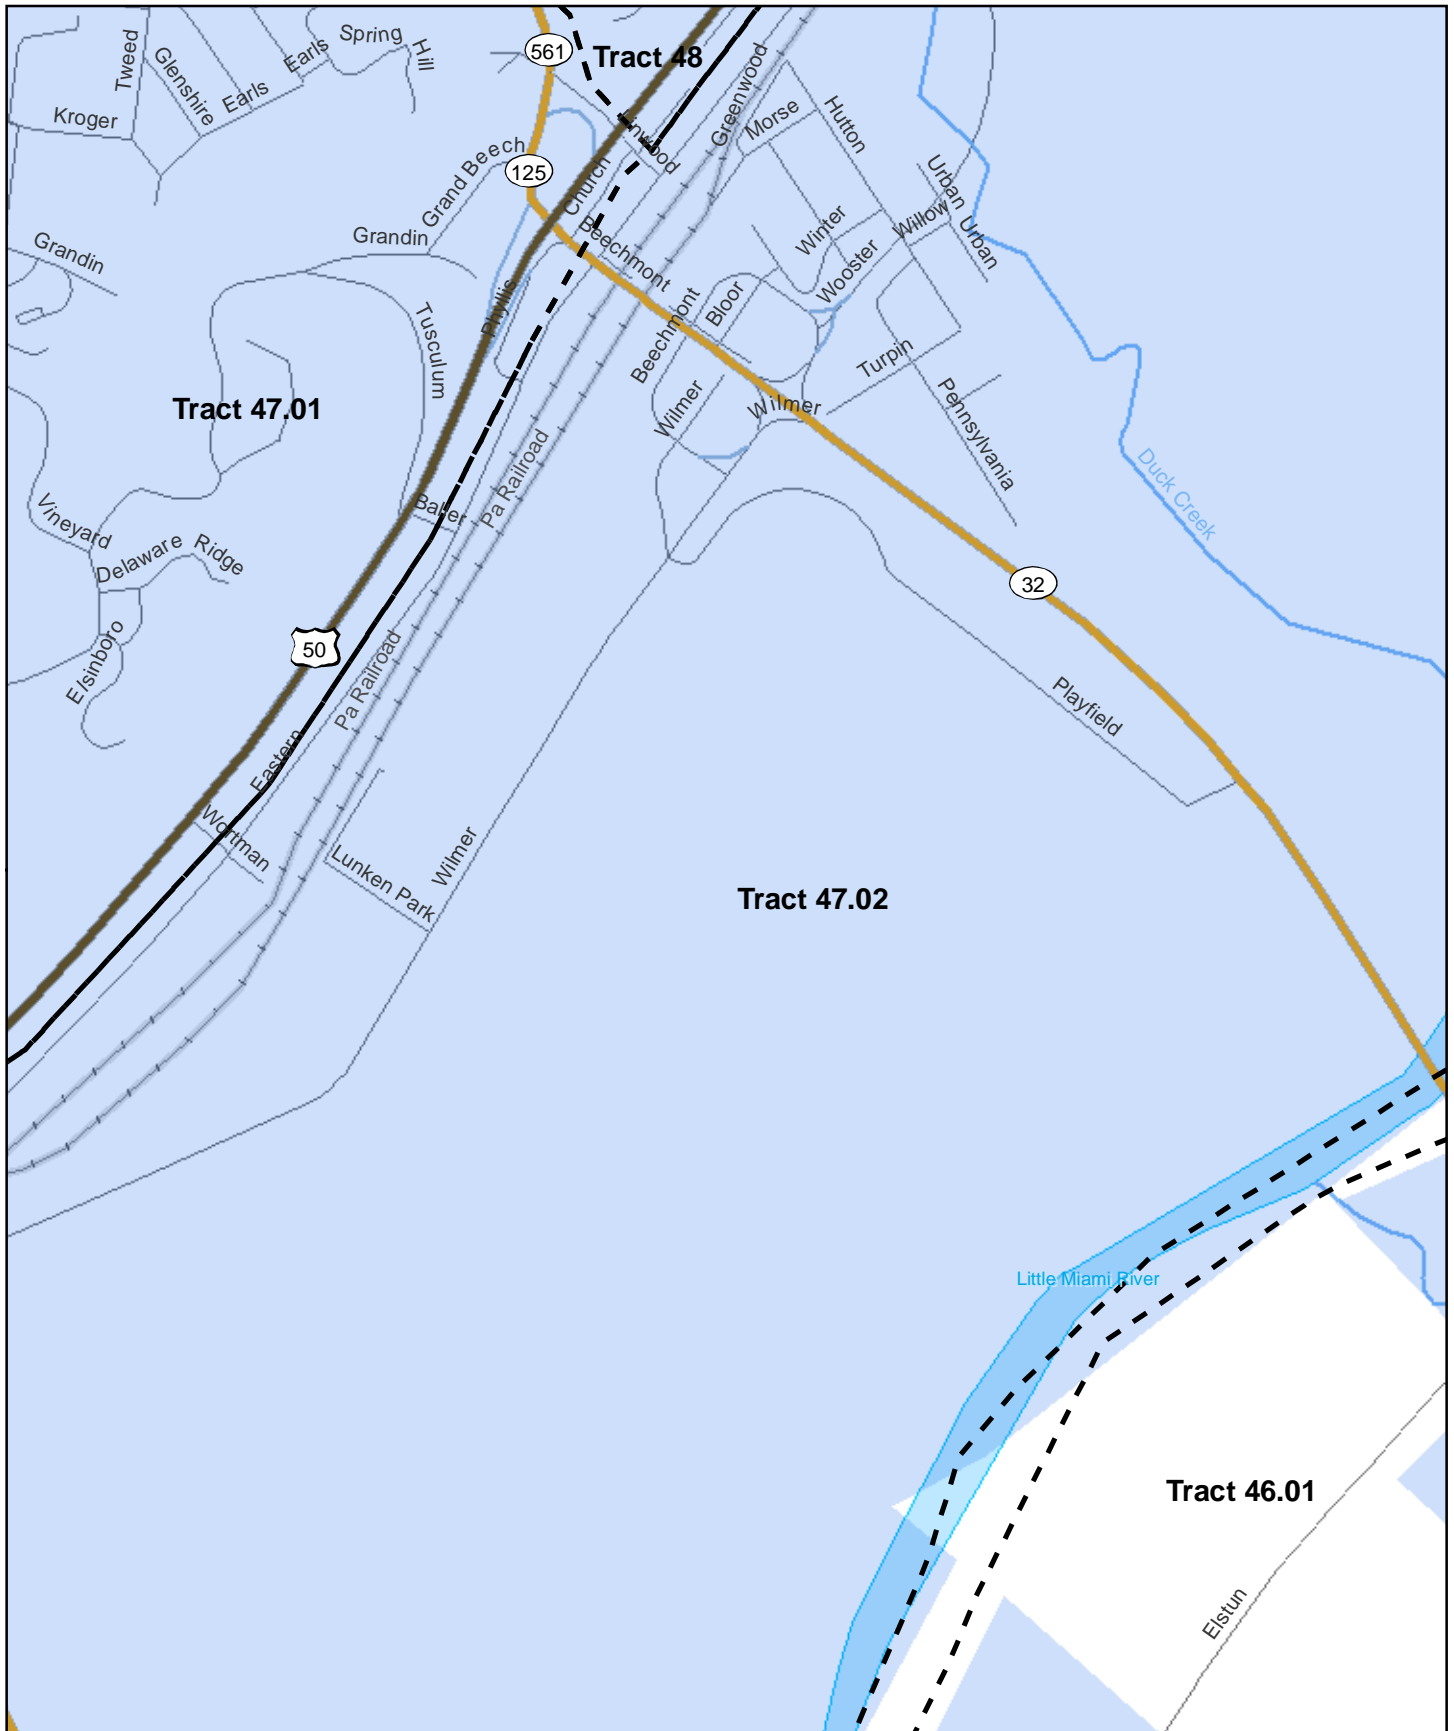 Spring
Hill
561
Tract 48
Tweed
Glenshire
Earls
Earls
Kroger
Greenwood
Morse
Hutton
Linwood
Grand Beech
125
Church
Urban
Urban
Willow
Winter
Grandin
Grandin
Beechmont
Wooster
Phyllis
Tusculum
Beechmont
Bloor
Turpin
Wilmer
Wilmer
Pennsylvania
Tract 47.01
Pa Railroad
Duck Creek
Vineyard
Baker
Delaware
Ridge
32
50
Elsinboro
Pa Railroad
Playfield
Eastern
Wortman
Lunken Park
Wilmer
Tract 47.02
Little Miami River
Tract 46.01
Elstun